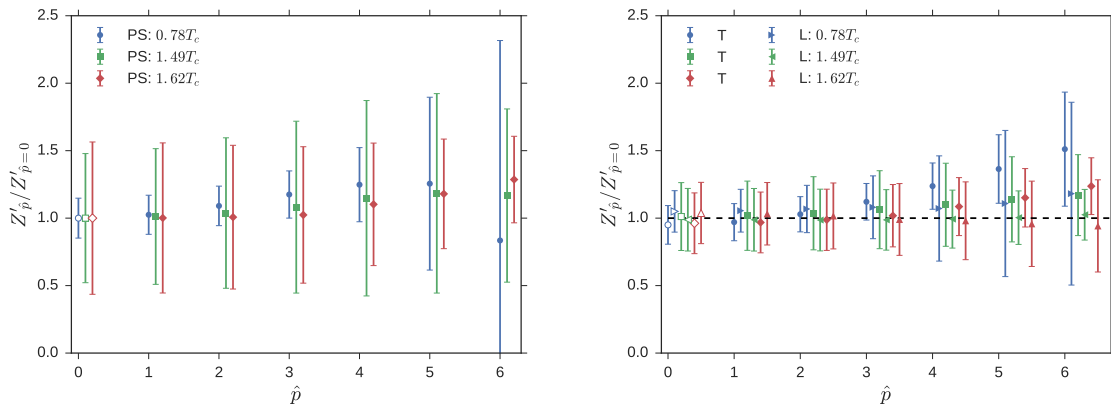 2.5
2.0
1.5
1.0
0.5
0.0
Z'_p̂/Z'_p̂=0
PS: 0.78T_c
PS: 1.49T_c
PS: 1.62T_c
0 1 2 3 4 5 6
p̂
2.5
2.0
1.5
1.0
0.5
0.0
Z'_p̂/Z'_p̂=0
T L: 0.78T_c
T L: 1.49T_c
T L: 1.62T_c
0 1 2 3 4 5 6
p̂